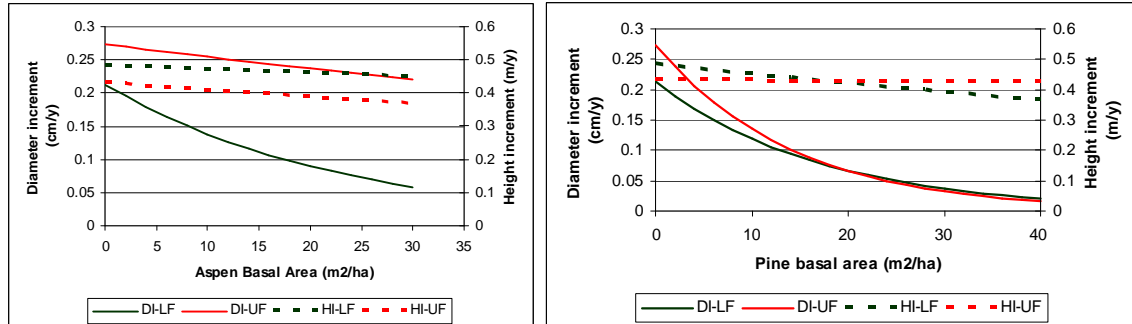 0.3
0.25
0.2
0.15
0.1
0.05
0
Diameter increment
(cm/y)
0.6
0.5
0.4
0.3
0.2
0.1
0
Height increment (m/y)
0 5 10 15 20 25 30 35
Aspen Basal Area (m2/ha)
DI-LF DI-UF HI-LF HI-UF
0.3
0.25
0.2
0.15
0.1
0.05
0
Diameter increment
(cm/y)
0.6
0.5
0.4
0.3
0.2
0.1
0
Height increment
(m/y)
0 10 20 30 40
Pine basal area (m2/ha)
DI-LF DI-UF HI-LF HI-UF